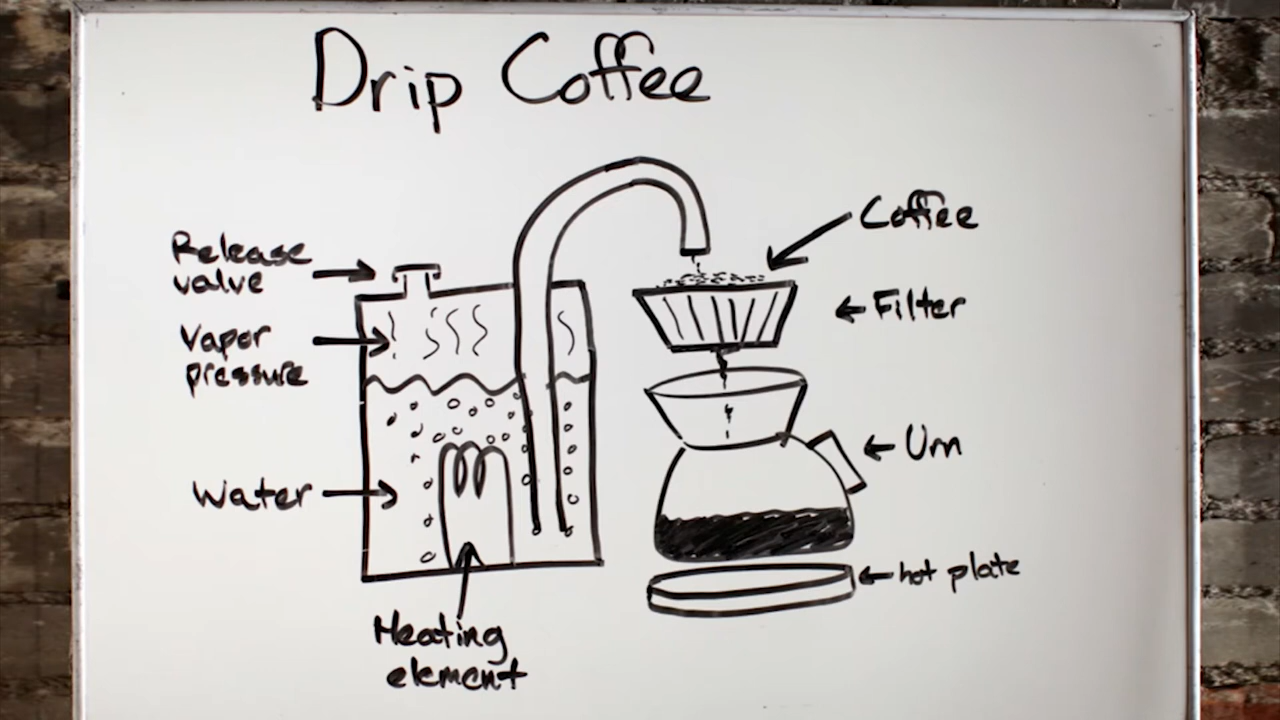 Drip Coffee
Release
valve
Vapor
pressure
Water
Heating
element
Coffee
Filter
Urn
hot plate